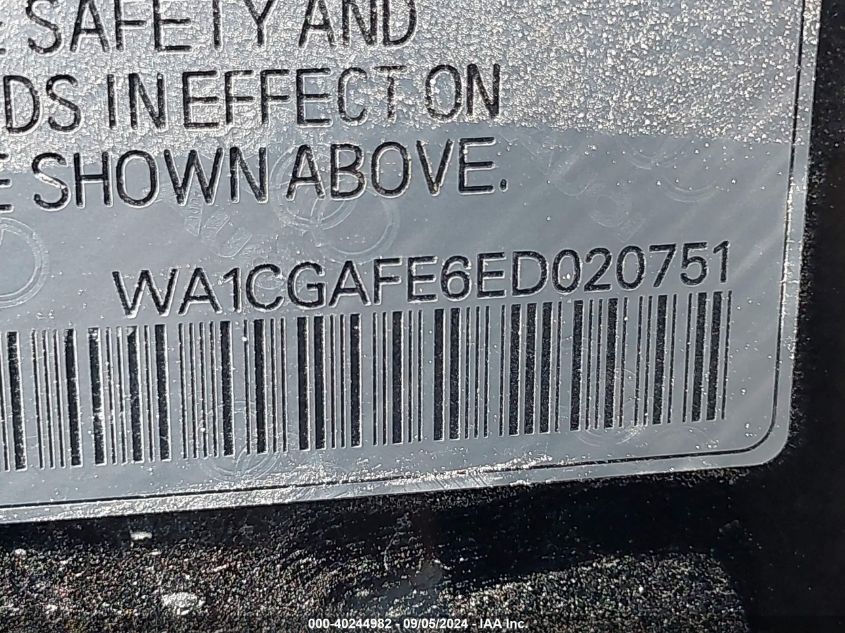 SAFETY AND
DS IN EFFECT ON
E SHOWN ABOVE.
WA1CGAFE6ED020751
000-40244982 - 09/05/2024 - IAA Inc.